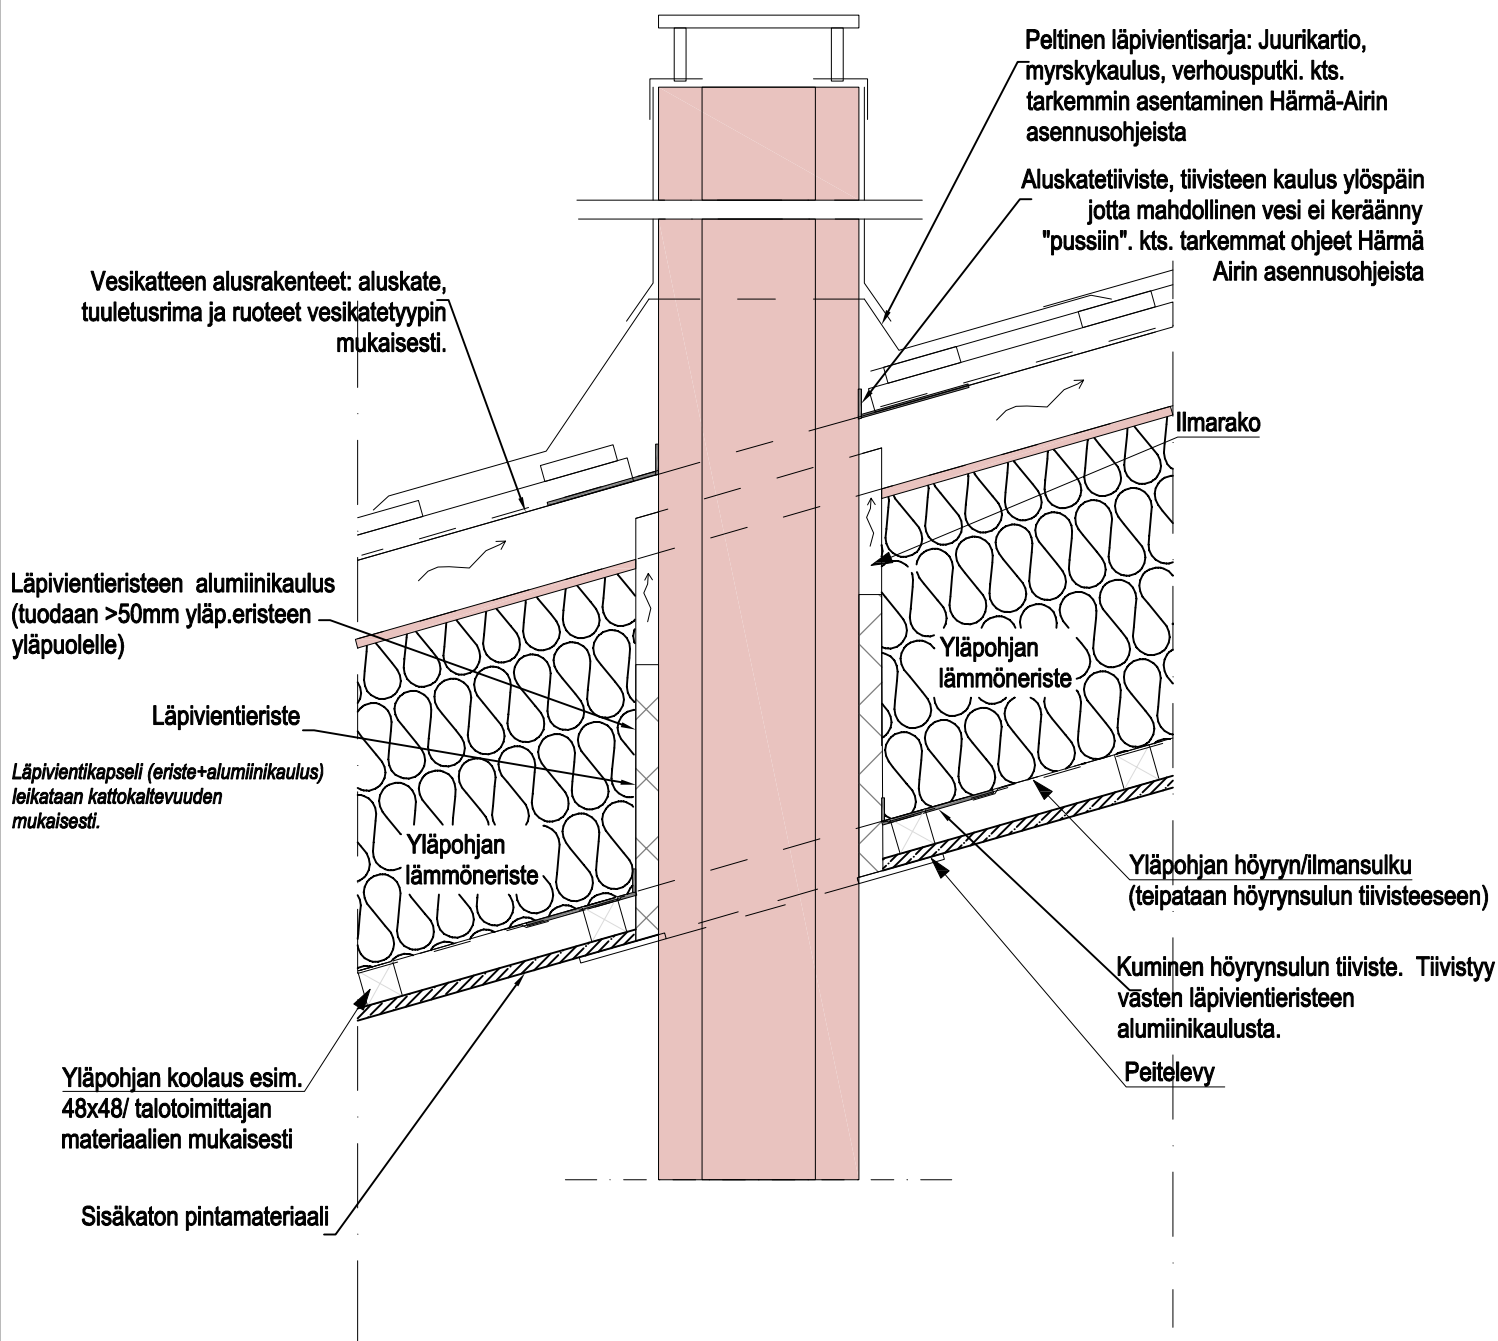 Peltinen läpivientisarja: Juurikartio,
myrskykaulus, verhousputki. kts.
tarkemmin asentaminen Härmä-Airin
asennusohjeista
Aluskatetiiviste, tiivisteen kaulus ylöspäin
jotta mahdollinen vesi ei keräänny
"pussiin". kts. tarkemmat ohjeet Härmä
Airin asennusohjeista
Vesikatteen alusrakenteet: aluskate,
tuuletusrima ja ruoteet vesikatetyypin
mukaisesti.
Ilmarako
Läpivientieristeen alumiinikaulus
(tuodaan >50mm yläp.eristeen
yläpuolelle)
Yläpohjan
lämmöneriste
Läpivientieriste
Läpivientikapseli (eriste+alumiinikaulus)
leikataan kattokaltevuuden
mukaisesti.
Yläpohjan
lämmöneriste
Yläpohjan höyryn/ilmansulku
(teipataan höyrynsulun tiivisteeseen)
Kuminen höyrynsulun tiiviste. Tiivistyy
vasten läpivientieristeen
alumiinikaulusta.
Peitelevy
Yläpohjan koolaus esim.
48x48/ talotoimittajan
materiaalien mukaisesti
Sisäkaton pintamateriaali